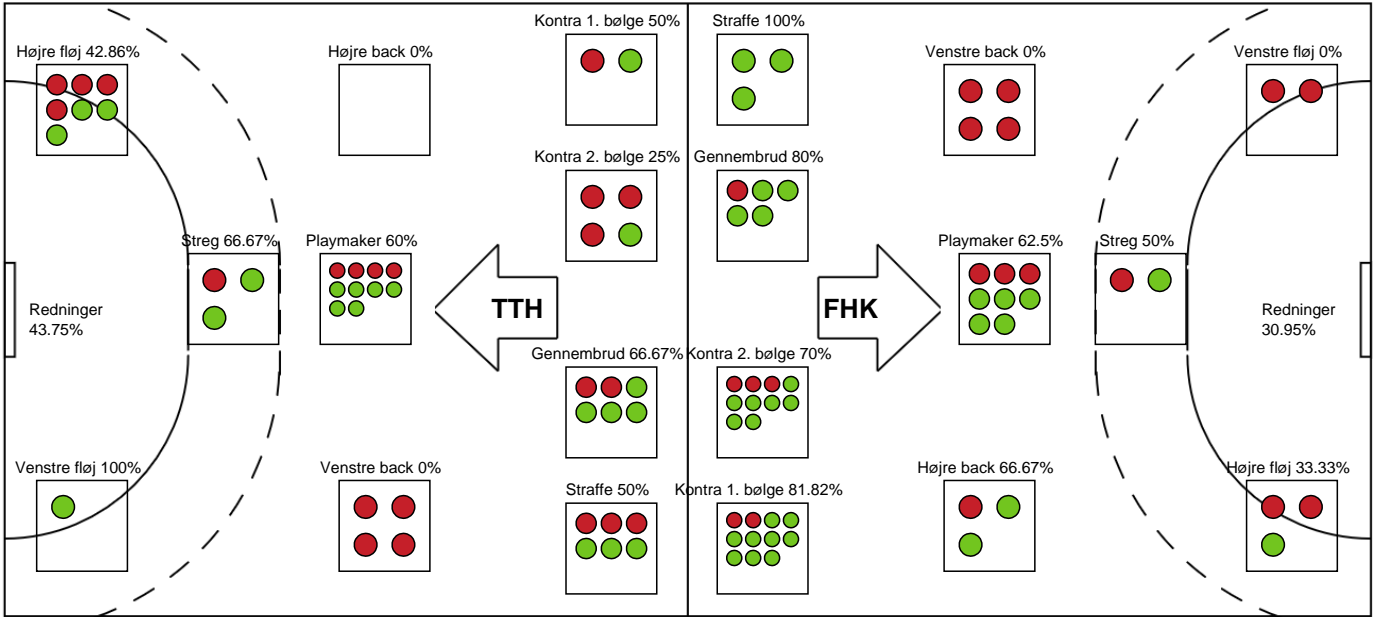 Kontra 1. bølge 50%
Straffe 100%
Højre fløj 42.86%
Højre back 0%
Venstre back 0%
Venstre fløj 0%
Kontra 2. bølge 25%
Gennembrud 80%
Streg 66.67%
Playmaker 60%
Playmaker 62.5%
Streg 50%
Redninger
43.75%
TTH
FHK
Redninger
30.95%
Gennembrud 66.67%
Kontra 2. bølge 70%
Venstre fløj 100%
Venstre back 0%
Højre back 66.67%
Højre fløj 33.33%
Straffe 50%
Kontra 1. bølge 81.82%